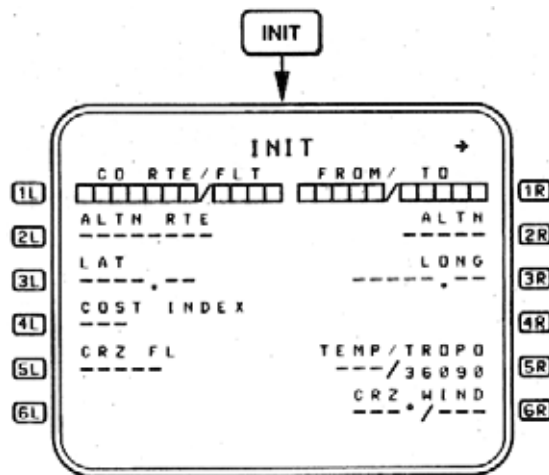 INIT
INIT →
CO RTE/FLT FROM/ TO
1L / / 1R
ALTN RTE ALTN
2L -------- ------ 2R
LAT LONG
3L ----.-- -----.-- 3R
COST INDEX
4L --- 4R
CRZ FL TEMP/TROPO
5L ----- ---/36090 5R
CRZ WIND
6L ---°/--- 6R